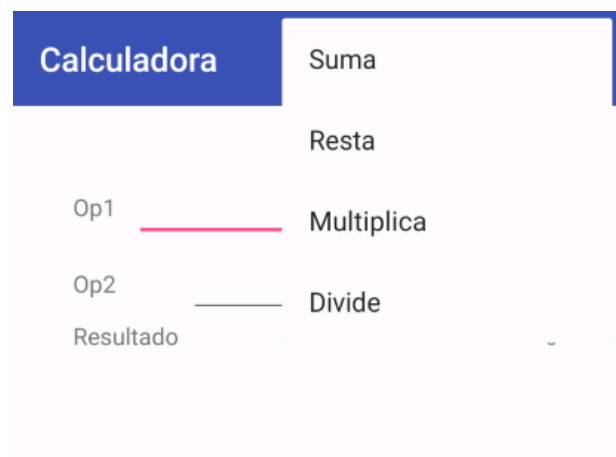 Calculadora
Suma
Resta
Op1
Multiplica
Op2
Divide
Resultado